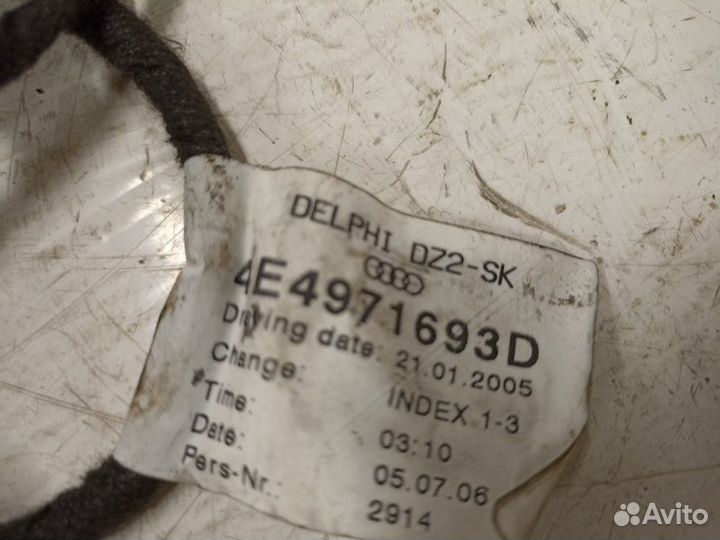 DELPHI DZ2-SK
4E4971693D
Drawing date: 21.01.2005
Change: INDEX 1-3
*Time: 03:10
Date: 05.07.06
Pers-Nr.: 2914
Avito